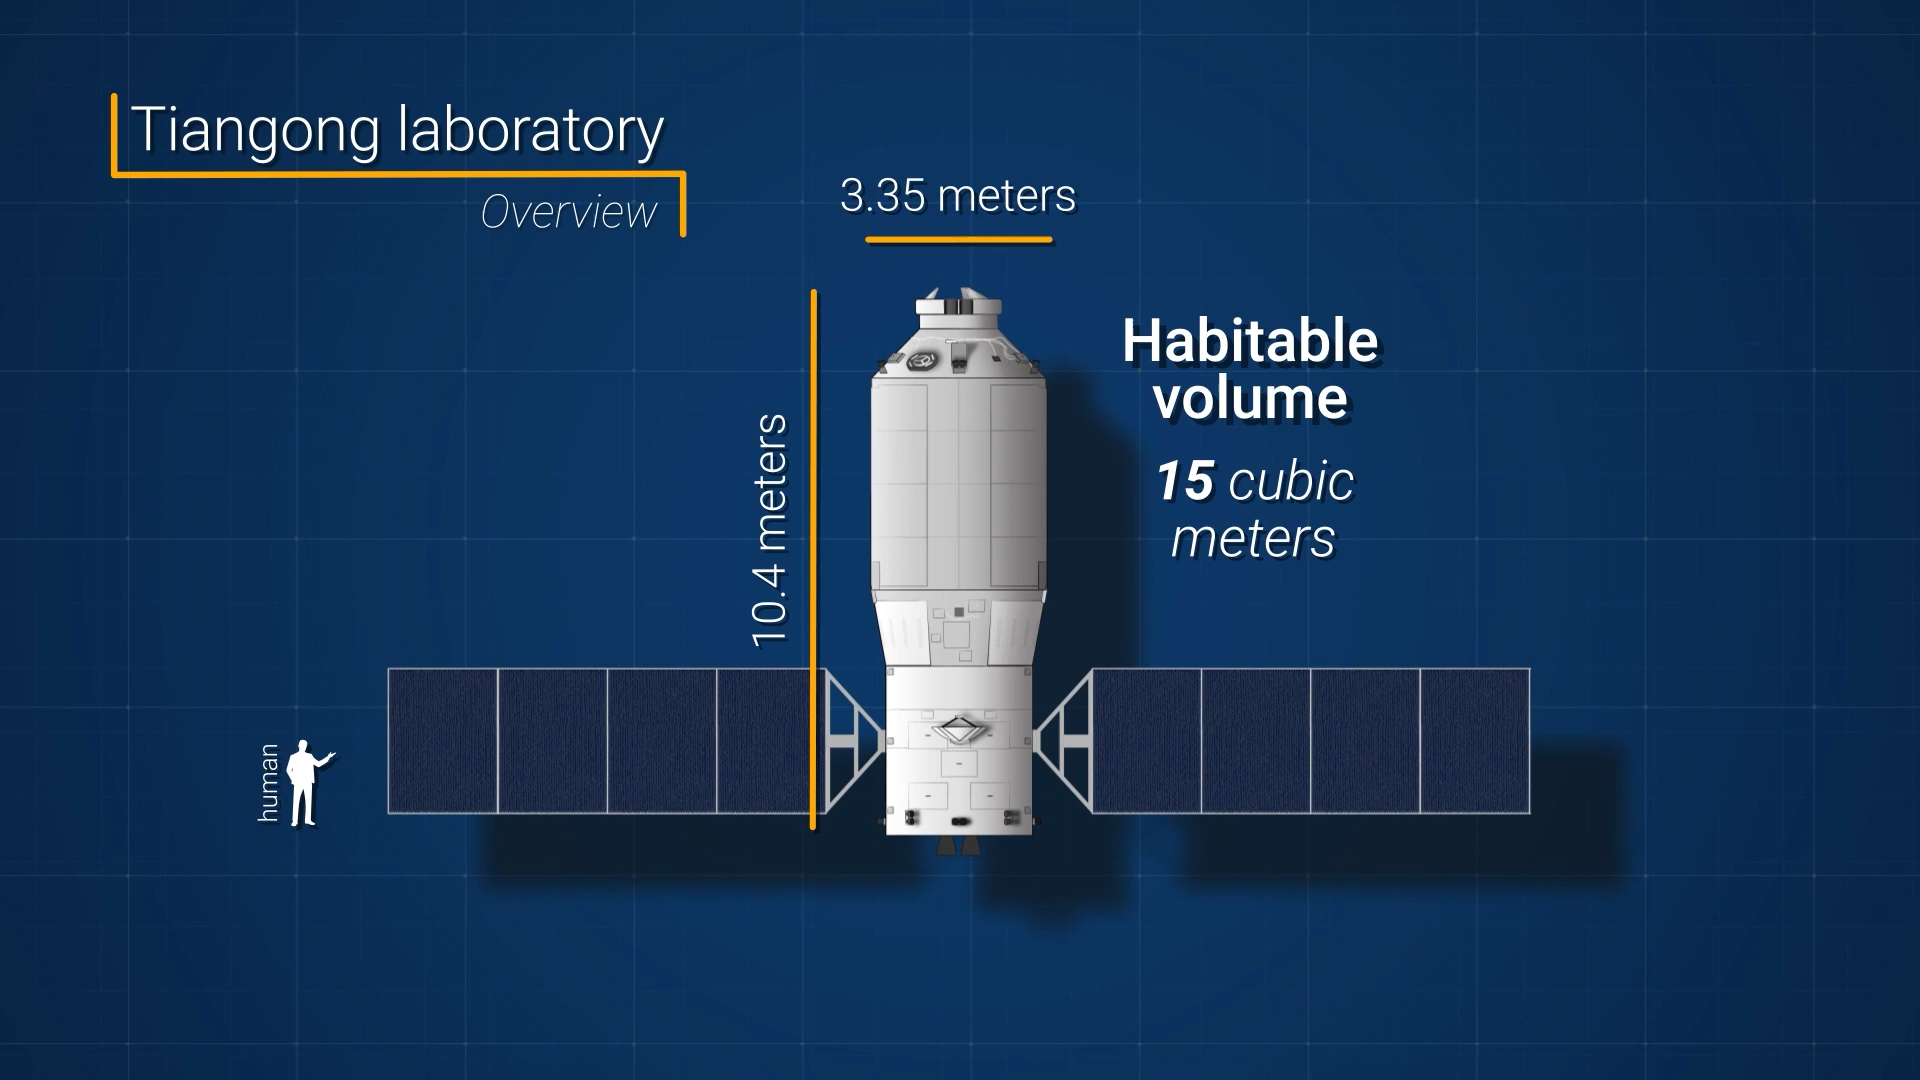 Tiangong laboratory
Overview
3.35 meters
10.4 meters
Habitable
volume
15 cubic
meters
human